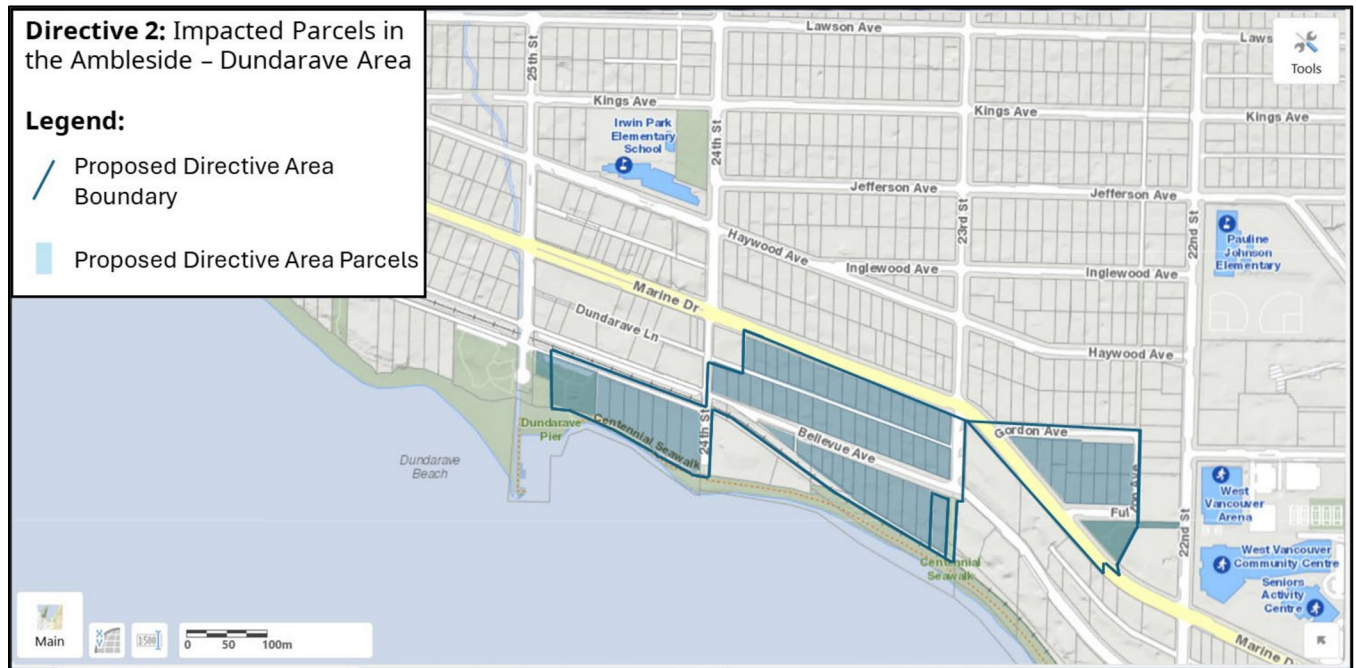 Directive 2: Impacted Parcels in
the Ambleside – Dundarave Area
Legend:
Proposed Directive Area
Boundary
Proposed Directive Area Parcels
Tools
Lawson Ave
Laws
25th St
Kings Ave
Kings Ave
Kings Ave
Irwin Park
Elementary
School
24th St
Jefferson Ave
Jefferson Ave
23rd St
22nd St
Pauline
Johnson
Elementary
Haywood Ave
Inglewood Ave
Inglewood Ave
Marine Dr
Dundarave Ln
Haywood Ave
Dundarave
Pier
Centennial Seawalk
24th St
Bellevue Ave
Gordon Ave
Dundarave
Beach
Ful
Ave
22nd St
West
Vancouver
Arena
West Vancouver
Community Centre
Seniors
Activity
Centre
Centennial
Seawalk
Marine D
Main
1500
0 50 100m